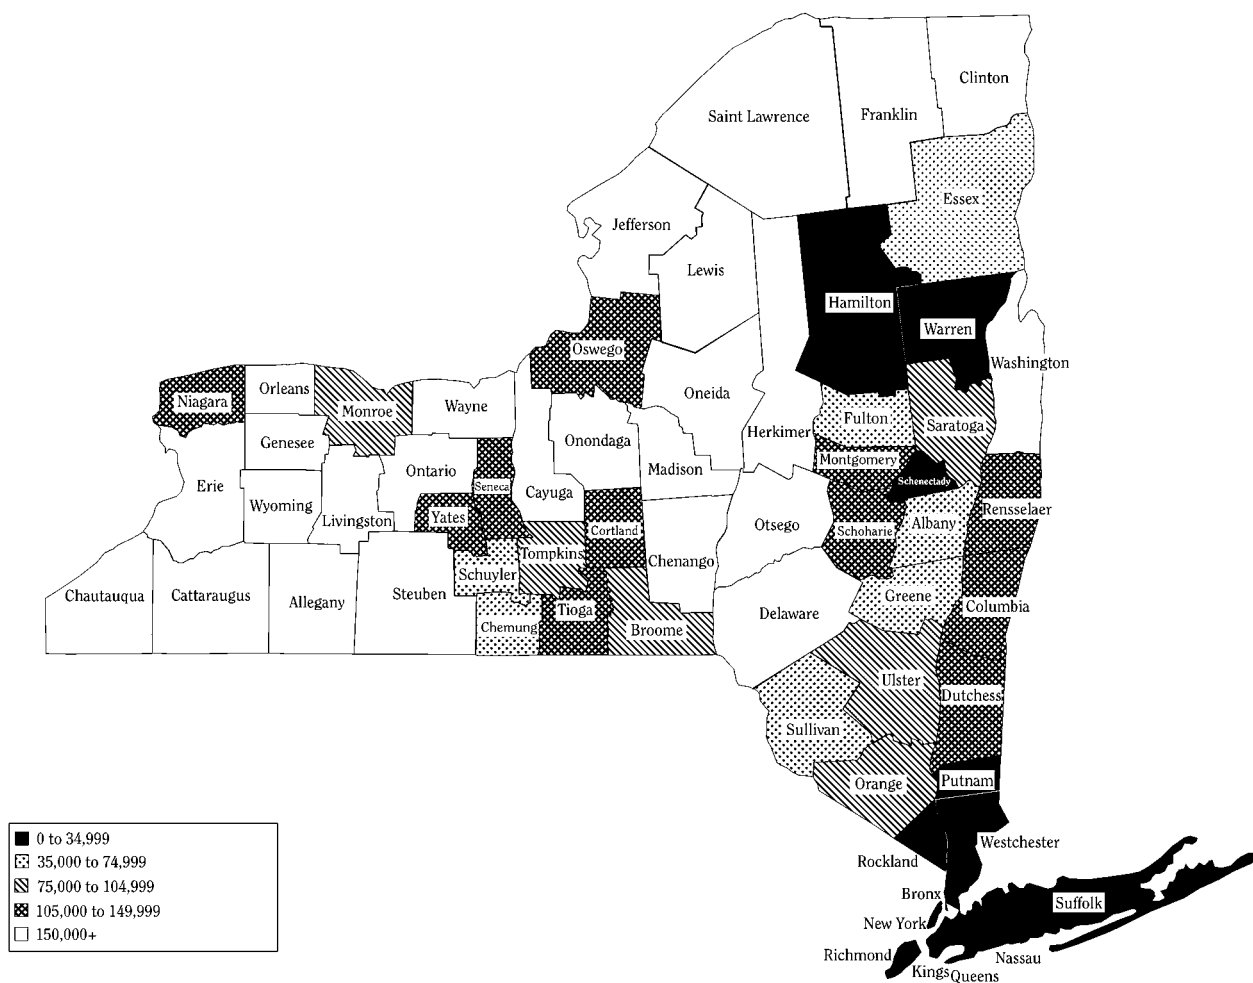 Clinton
Saint Lawrence
Franklin
Essex
Jefferson
Lewis
Hamilton
Warren
Oswego
Washington
Orleans
Niagara
Monroe
Wayne
Oneida
Fulton
Saratoga
Herkimer
Genesee
Onondaga
Madison
Montgomery
Ontario
Schenectady
Erie
Seneca
Cayuga
Wyoming
Livingston
Yates
Otsego
Albany
Rensselaer
Cortland
Schoharie
Tompkins
Chenango
Schuyler
Chautauqua
Cattaraugus
Allegany
Steuben
Greene
Columbia
Tioga
Delaware
Chemung
Broome
Ulster
Dutchess
Sullivan
Orange
Putnam
Westchester
Rockland
Bronx
Suffolk
New York
Richmond
Nassau
Kings
Queens
0 to 34,999
35,000 to 74,999
75,000 to 104,999
105,000 to 149,999
150,000+